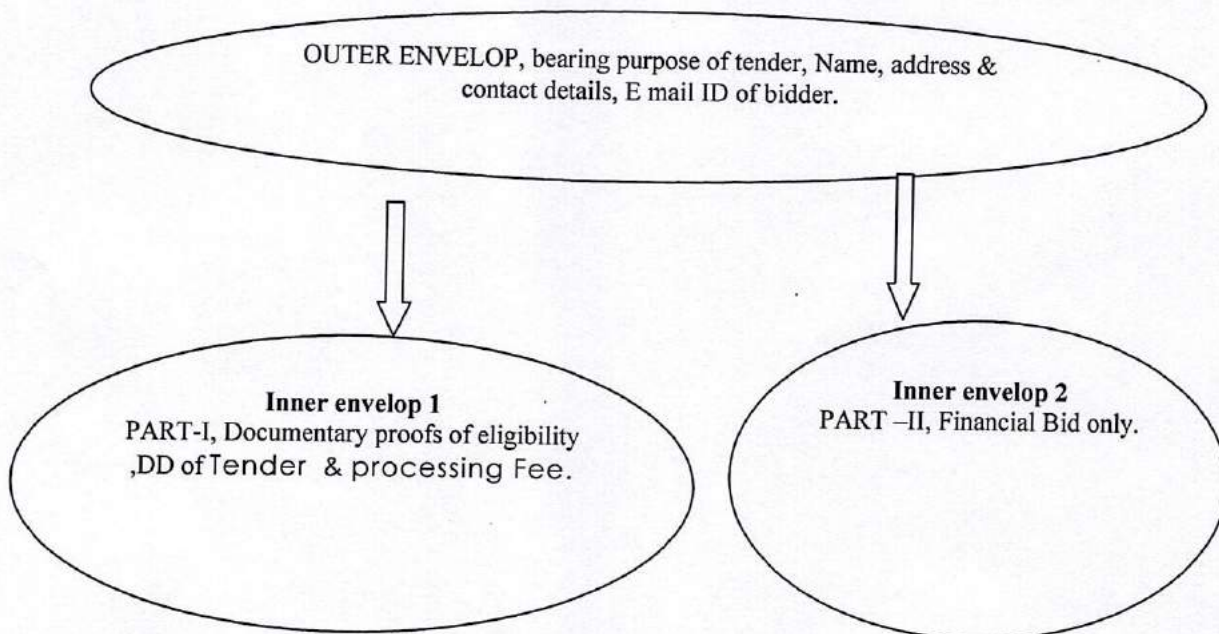 OUTER ENVELOP, bearing purpose of tender, Name, address &
contact details, E mail ID of bidder.
Inner envelop 1
PART-I, Documentary proofs of eligibility
,DD of Tender & processing Fee.
Inner envelop 2
PART –II, Financial Bid only.